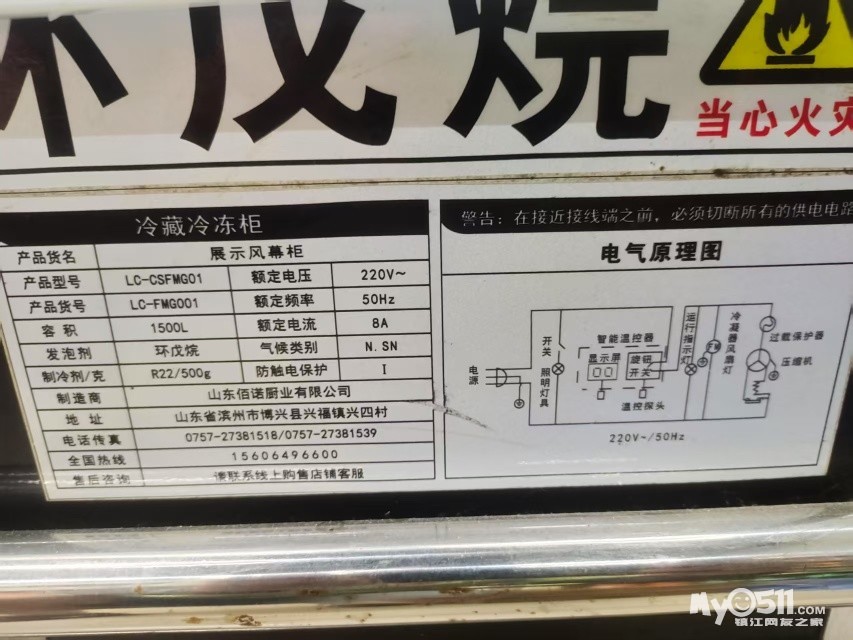 环戊烷
当心火灾
冷藏冷冻柜
产品货名 展示风幕柜
产品型号 LC-CSFMG01 额定电压 220V~
产品货号 LC-FMG001 额定频率 50Hz
容积 1500L 额定电流 8A
发泡剂 环戊烷 气候类别 N.SN
制冷剂/克 R22/500g 防触电保护 I
制造商 山东佰诺厨业有限公司
地址 山东省滨州市博兴县兴福镇兴四村
电话传真 0757-27381518/0757-27381539
全国热线 15606496600
售后咨询 请联系线上购售店铺客服
警告：在接近接线端之前，必须切断所有的供电电路
电气原理图
电源
开关
照明灯具
智能温控器
显示屏
旋钮开关
温控探头
运行指示灯
冷凝器风扇灯
过载保护器
压缩机
220V~/50Hz
My0511.com
镇江网友之家